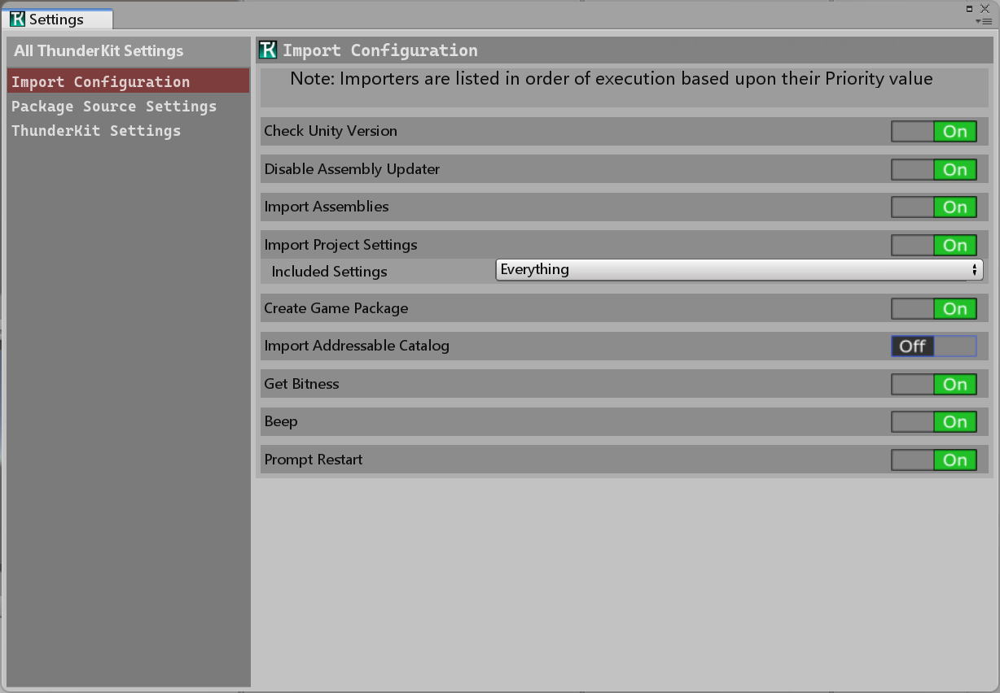 TK Settings
All ThunderKit Settings
Import Configuration
Package Source Settings
ThunderKit Settings
TK Import Configuration
Note: Importers are listed in order of execution based upon their Priority value
Check Unity Version On
Disable Assembly Updater On
Import Assemblies On
Import Project Settings On
Included Settings Everything
Create Game Package On
Import Addressable Catalog Off
Get Bitness On
Beep On
Prompt Restart On